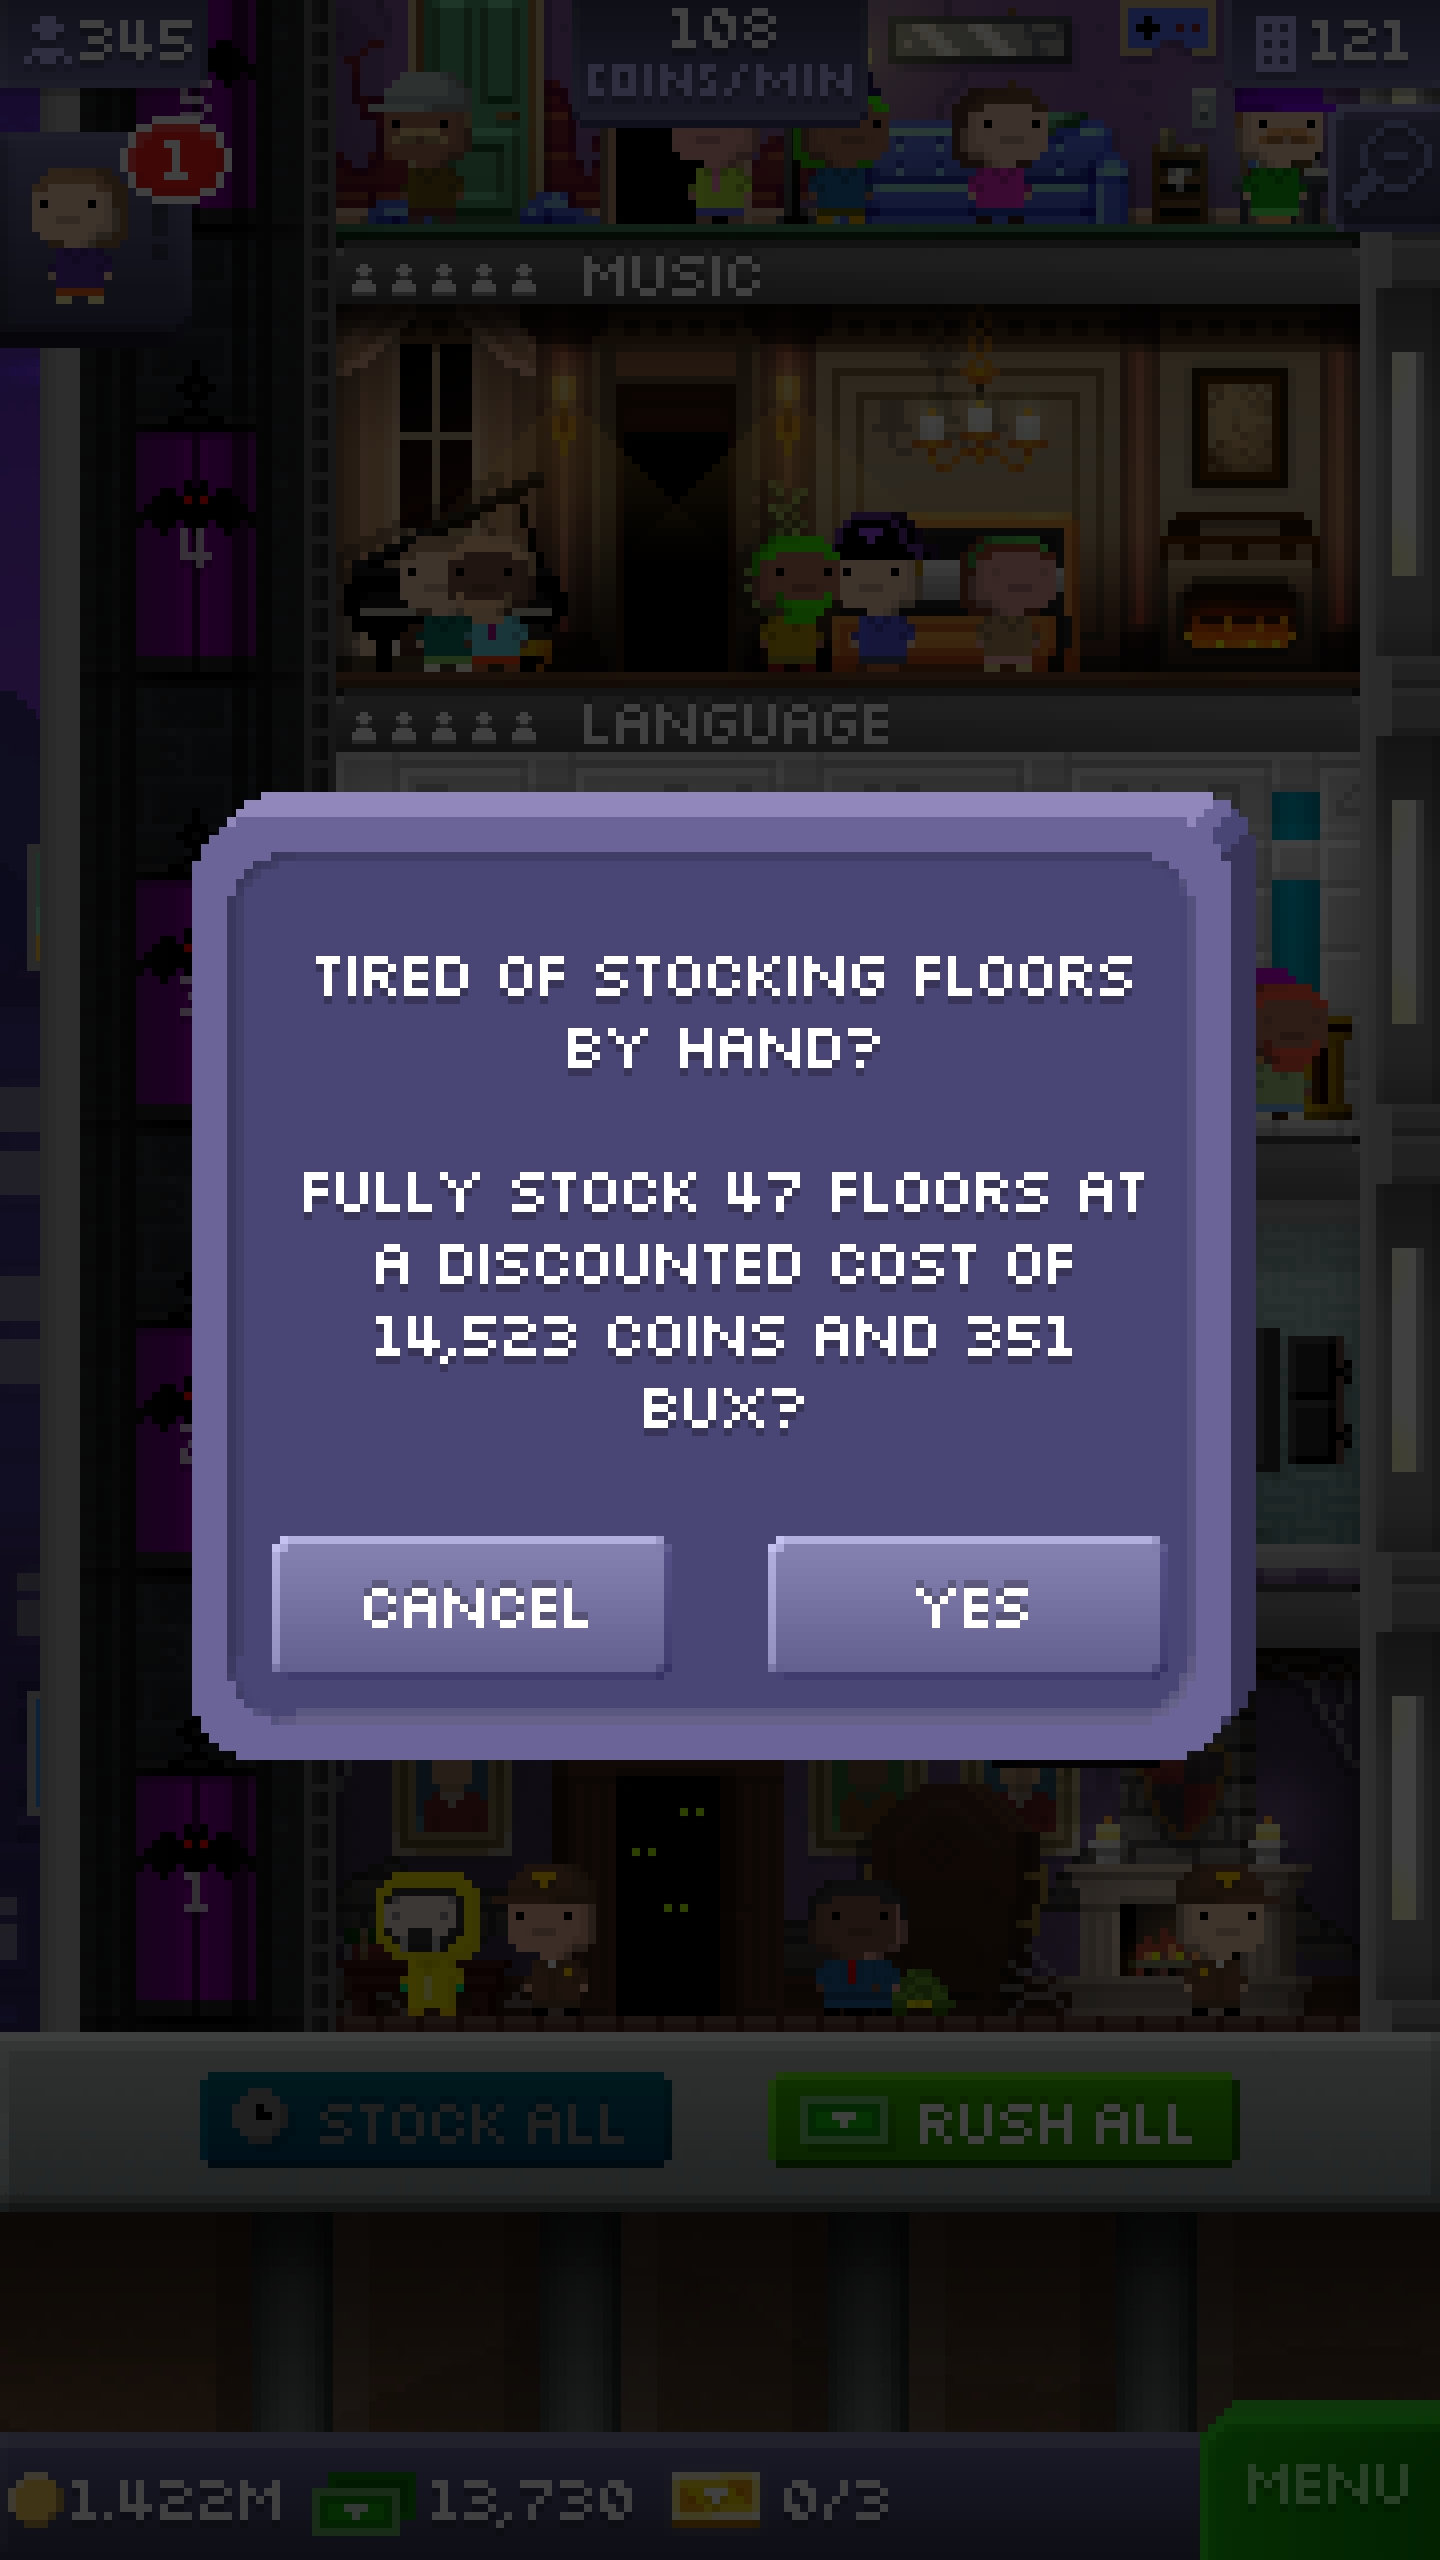 345
108
COINS/MIN
121
1
MUSIC
4
LANGUAGE
TIRED OF STOCKING FLOORS
BY HAND?
FULLY STOCK 47 FLOORS AT
A DISCOUNTED COST OF
14,523 COINS AND 351
BUX?
CANCEL
YES
1
STOCK ALL
RUSH ALL
1.422M
13,730
0/3
MENU